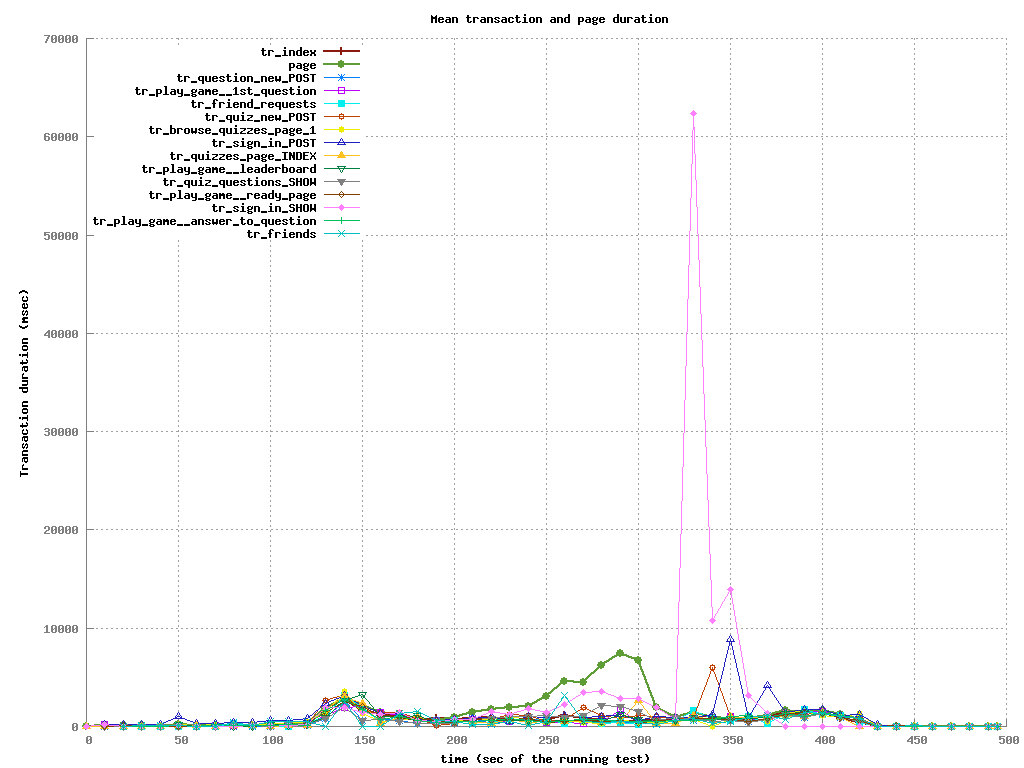 Mean transaction and page duration
70000
60000
50000
40000
30000
20000
10000
0
Transaction duration (msec)
tr_index
page
tr_question_new_POST
tr_play_game__1st_question
tr_friend_requests
tr_quiz_new_POST
tr_browse_quizzes_page_1
tr_sign_in_POST
tr_quizzes_page_INDEX
tr_play_game__leaderboard
tr_quiz_questions_SHOW
tr_play_game__ready_page
tr_sign_in_SHOW
tr_play_game__answer_to_question
tr_friends
0 50 100 150 200 250 300 350 400 450 500
time (sec of the running test)